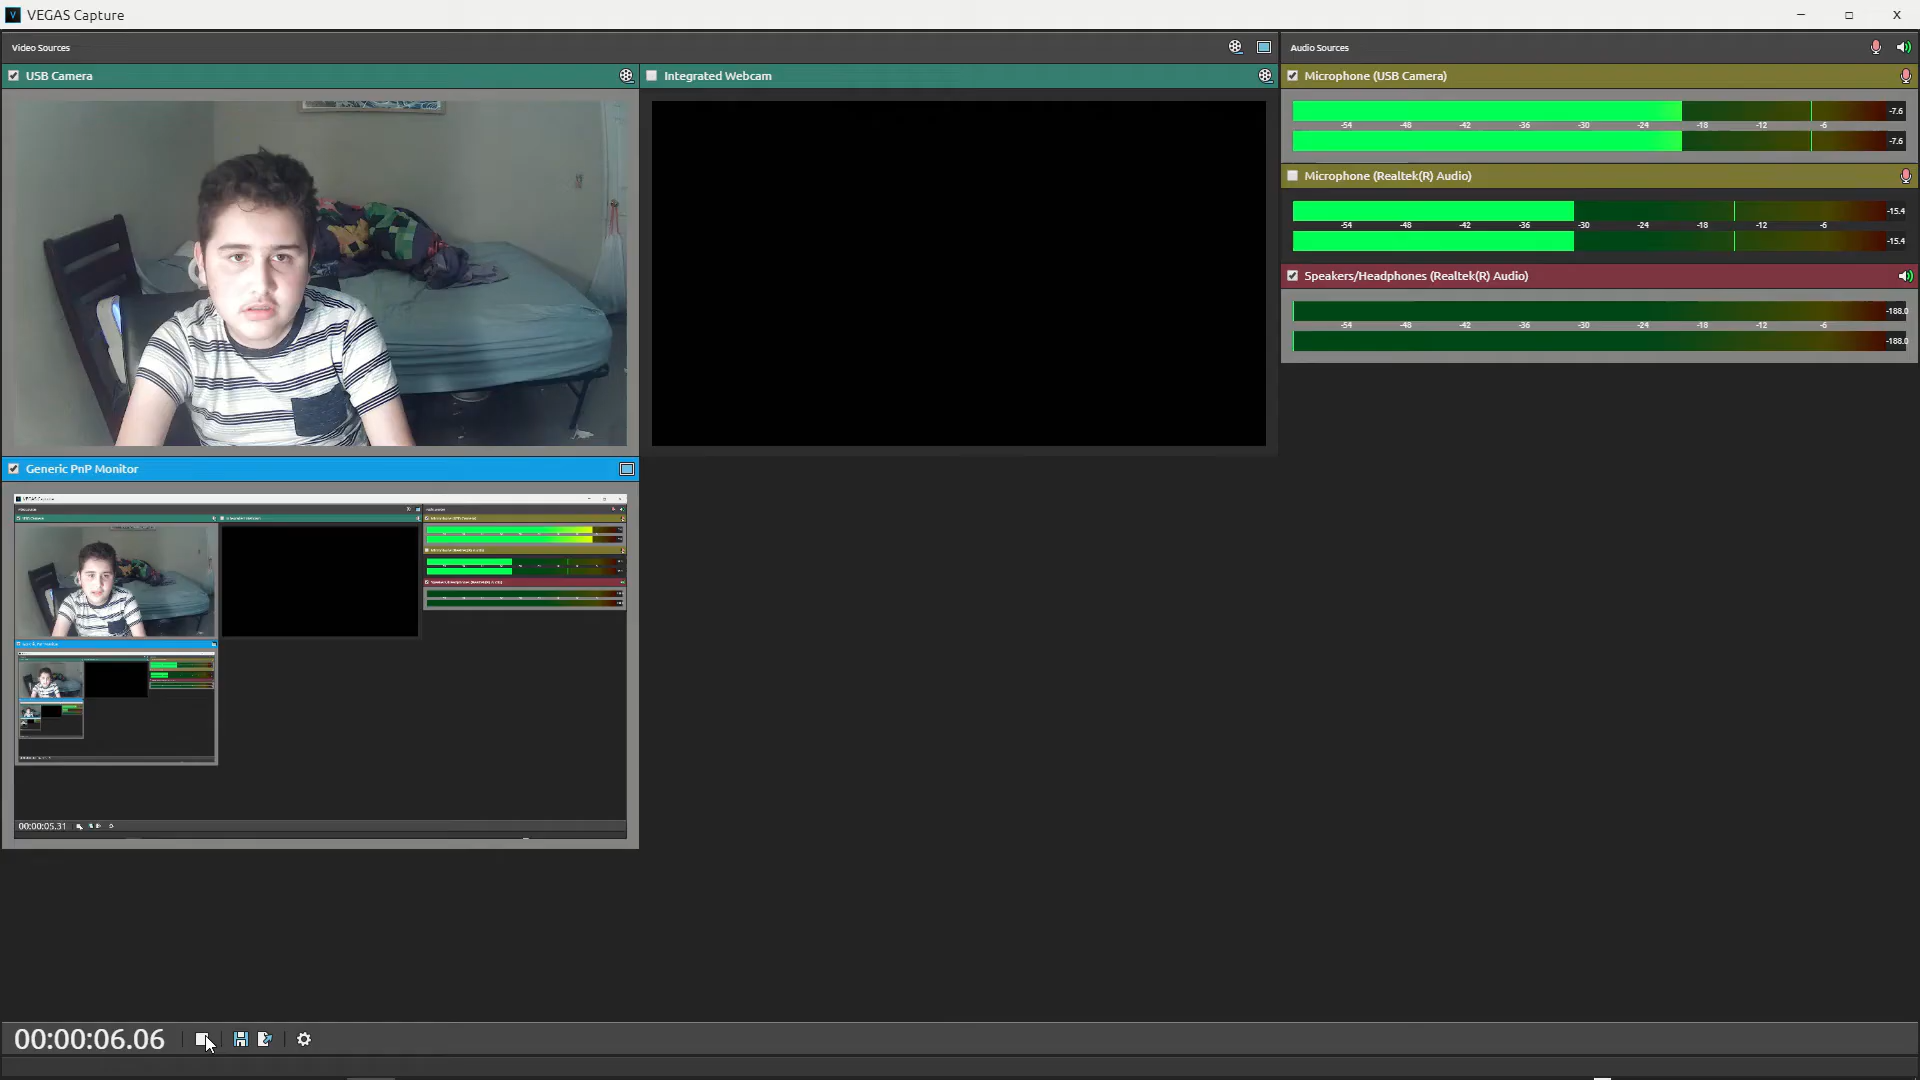 VEGAS Capture
Video Sources
Audio Sources
USB Camera
Integrated Webcam
Microphone (USB Camera)
-7.6
-54 -48 -42 -36 -30 -24 -18 -12 -6
-7.6
Microphone (Realtek(R) Audio)
-15.4
-54 -48 -42 -36 -30 -24 -18 -12 -6
-15.4
Speakers/Headphones (Realtek(R) Audio)
-188.0
-54 -48 -42 -36 -30 -24 -18 -12 -6
-188.0
Generic PnP Monitor
VEGAS Capture
00:00:05.31
00:00:06.06